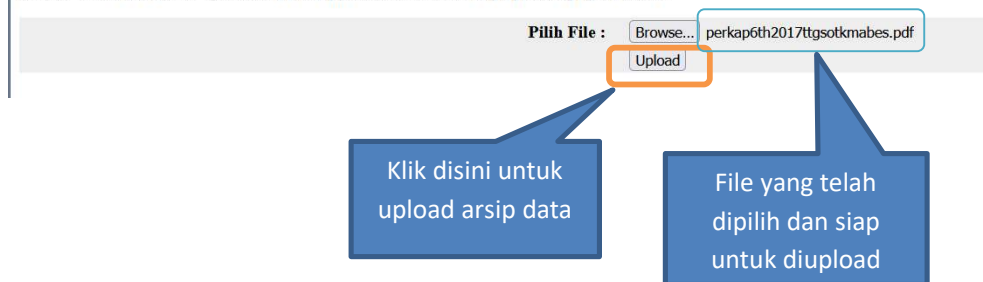 Pilih File : Browse... perkap6th2017ttgsotkmabes.pdf
Upload
Klik disini untuk
upload arsip data
File yang telah
dipilih dan siap
untuk diupload